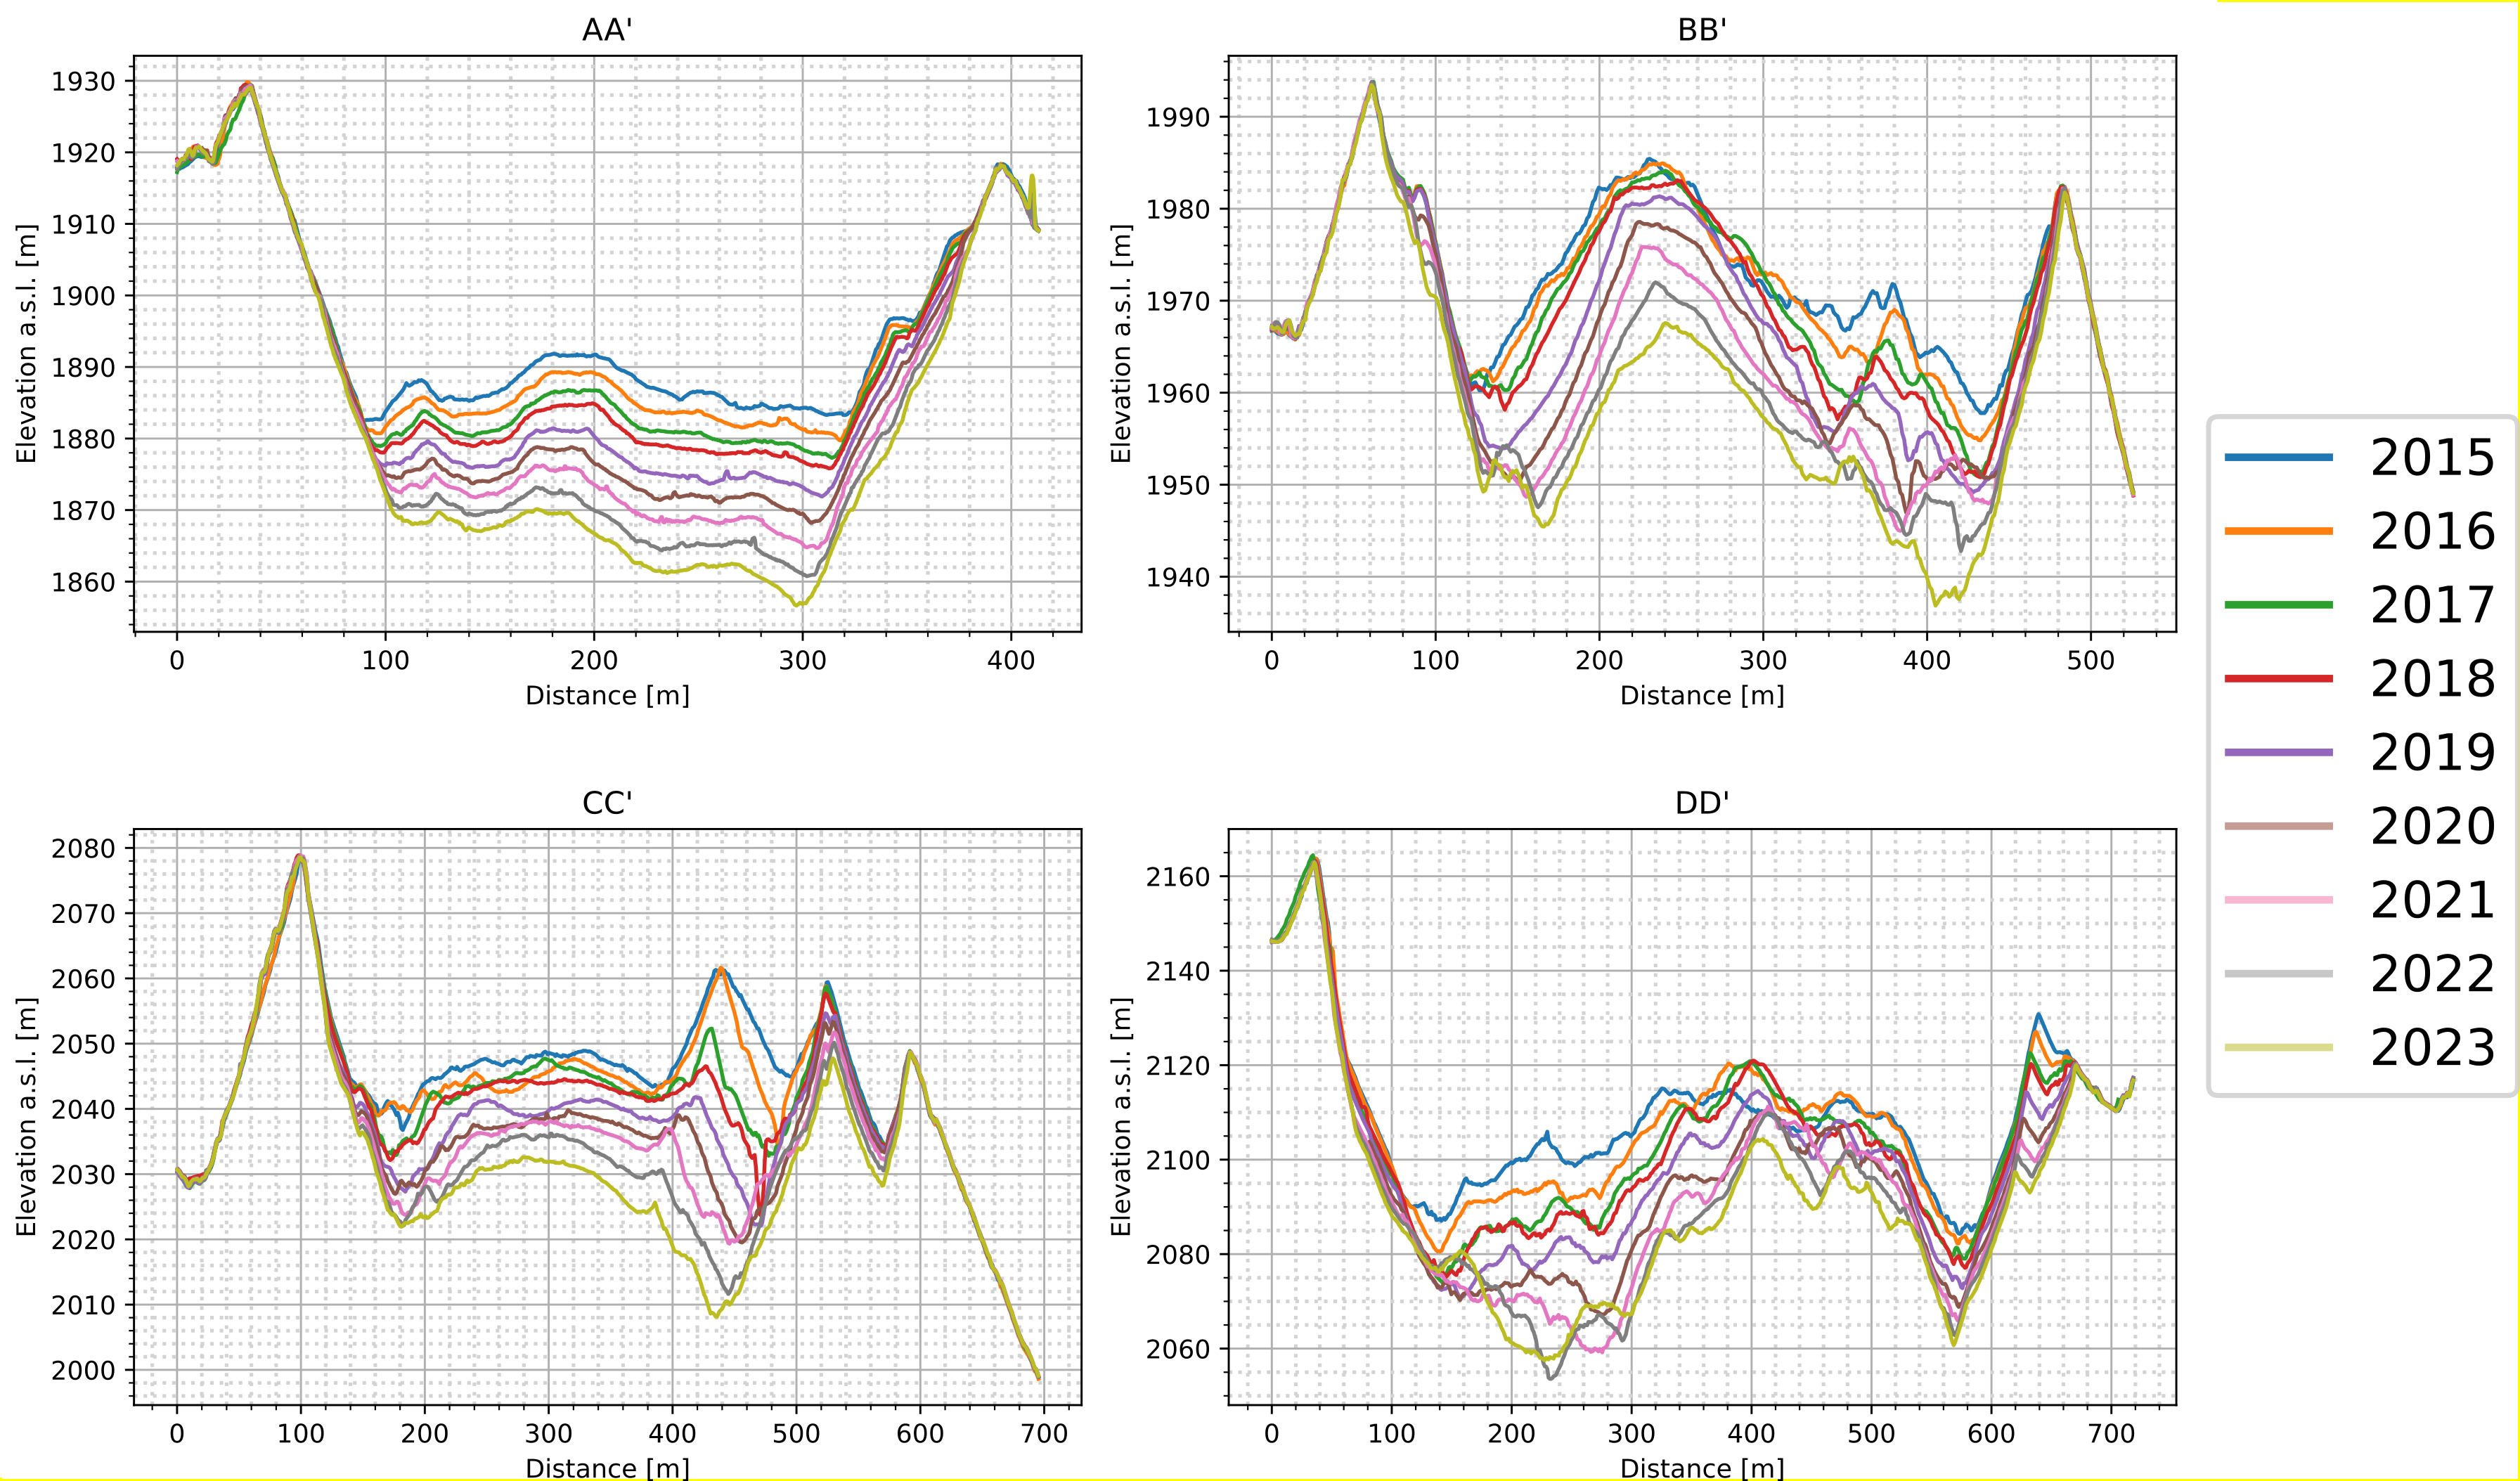 AA'
1930
1920
1910
1900
1890
1880
1870
1860
Elevation a.s.l. [m]
0 100 200 300 400
Distance [m]
BB'
1990
1980
1970
1960
1950
1940
Elevation a.s.l. [m]
0 100 200 300 400 500
Distance [m]
CC'
2080
2070
2060
2050
2040
2030
2020
2010
2000
Elevation a.s.l. [m]
0 100 200 300 400 500 600 700
Distance [m]
DD'
2160
2140
2120
2100
2080
2060
Elevation a.s.l. [m]
0 100 200 300 400 500 600 700
Distance [m]
2015
2016
2017
2018
2019
2020
2021
2022
2023